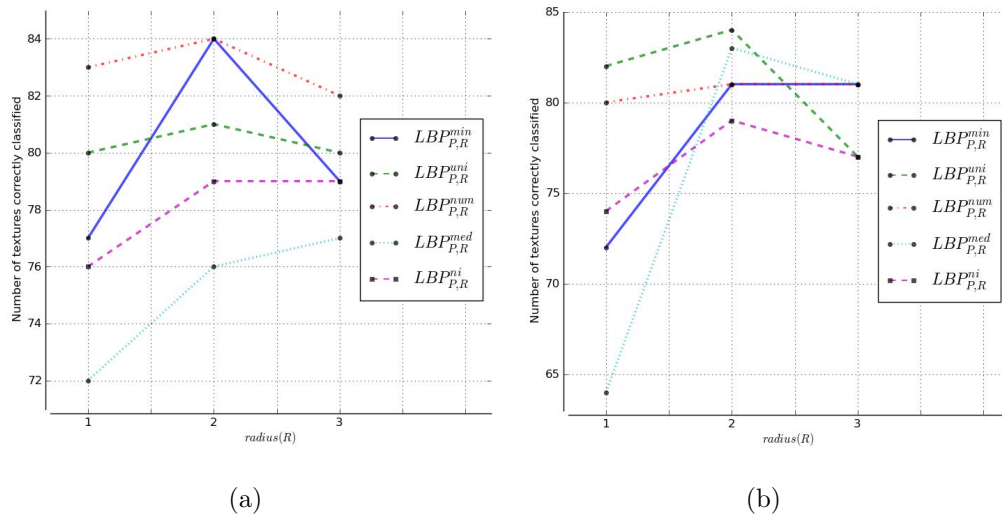 Number of textures correctly classified
84
82
80
78
76
74
72
1 2 3
radius(R)
LBP^{min}_{P,R}
LBP^{uni}_{P,R}
LBP^{num}_{P,R}
LBP^{med}_{P,R}
LBP^{ni}_{P,R}
(a)
Number of textures correctly classified
85
80
75
70
65
1 2 3
radius(R)
LBP^{min}_{P,R}
LBP^{uni}_{P,R}
LBP^{num}_{P,R}
LBP^{med}_{P,R}
LBP^{ni}_{P,R}
(b)